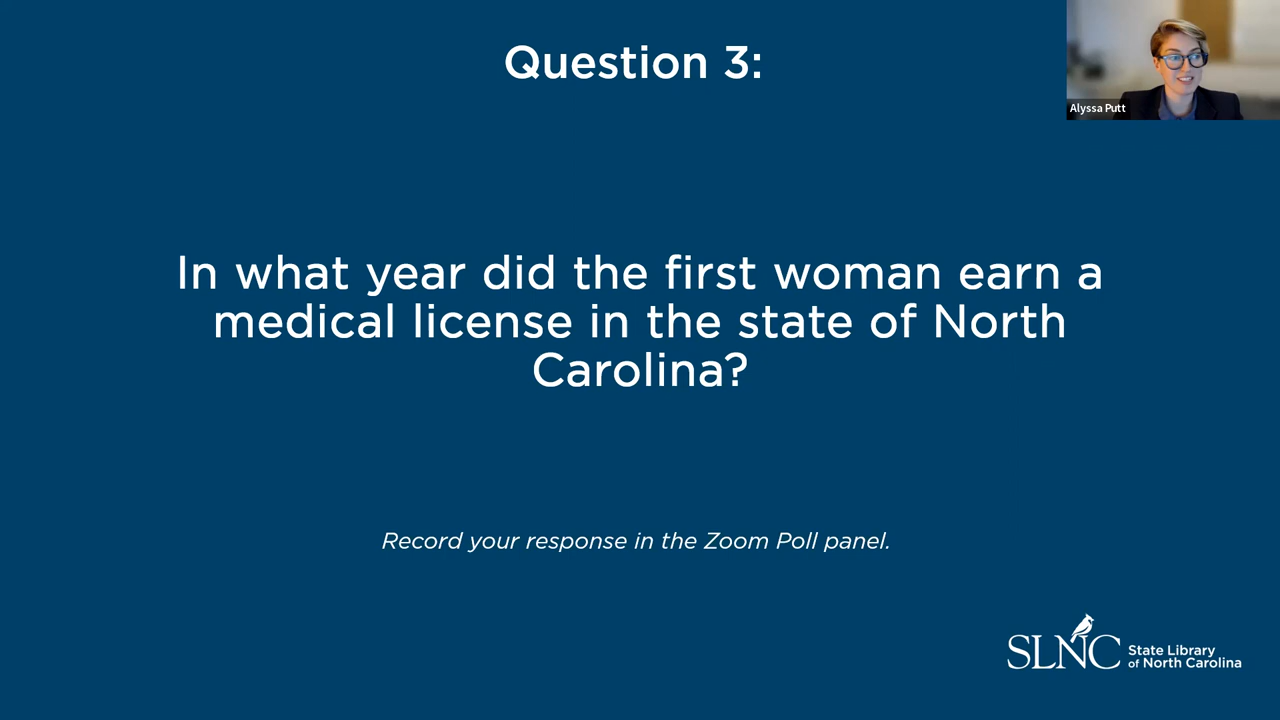 Question 3:
Alyssa Putt
In what year did the first woman earn a
medical license in the state of North
Carolina?
Record your response in the Zoom Poll panel.
SLNC State Library
of North Carolina